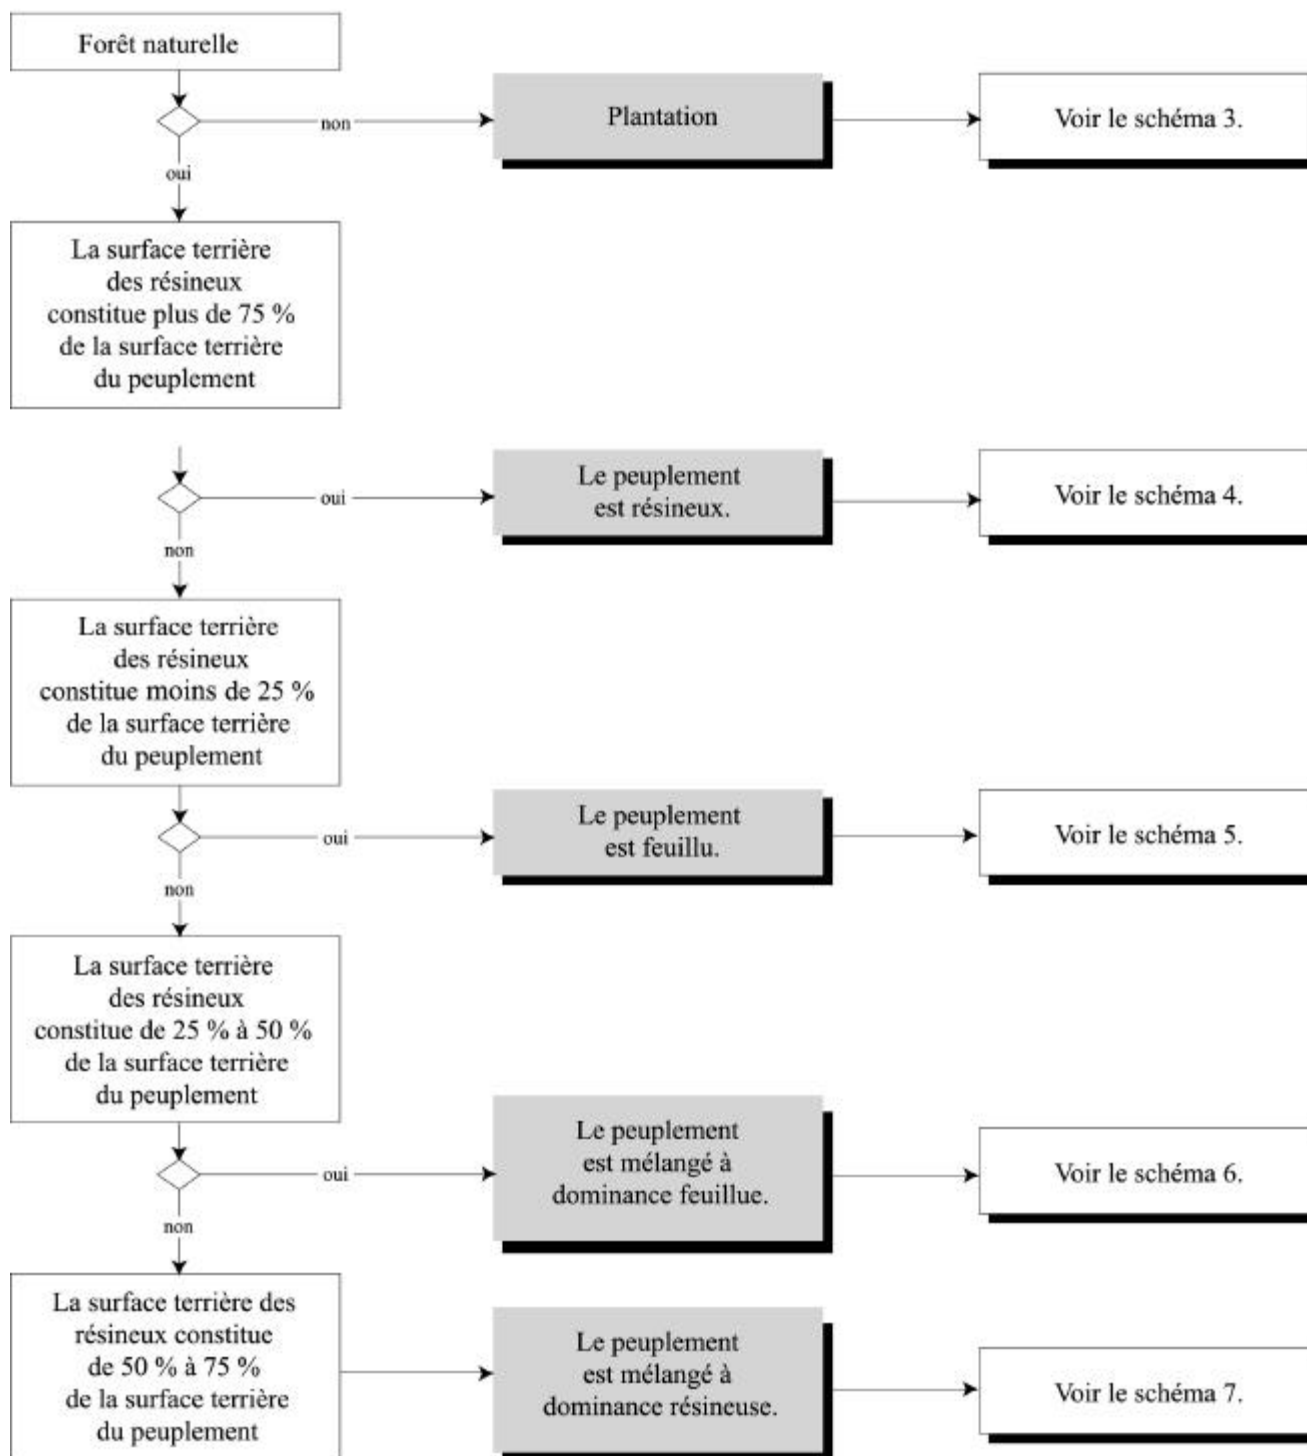 Forêt naturelle
non
Plantation
Voir le schéma 3.
oui
La surface terrière
des résineux
constitue plus de 75 %
de la surface terrière
du peuplement
oui
Le peuplement
est résineux.
Voir le schéma 4.
non
La surface terrière
des résineux
constitue moins de 25 %
de la surface terrière
du peuplement
oui
Le peuplement
est feuillu.
Voir le schéma 5.
non
La surface terrière
des résineux
constitue de 25 % à 50 %
de la surface terrière
du peuplement
oui
Le peuplement
est mélangé à
dominance feuillue.
Voir le schéma 6.
non
La surface terrière des
résineux constitue
de 50 % à 75 %
de la surface terrière
du peuplement
Le peuplement
est mélangé à
dominance résineuse.
Voir le schéma 7.